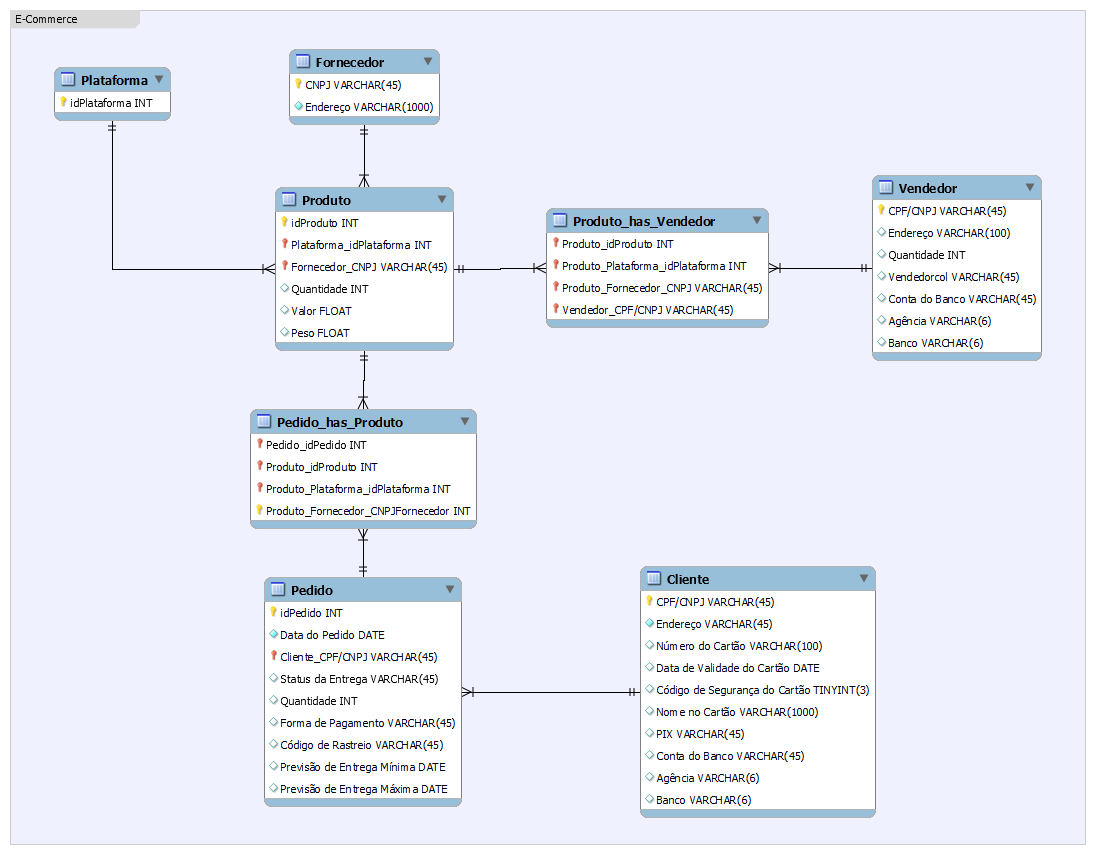 E-Commerce
Plataforma
idPlataforma INT
Fornecedor
CNPJ VARCHAR(45)
Endereço VARCHAR(1000)
Produto
idProduto INT
Plataforma_idPlataforma INT
Fornecedor_CNPJ VARCHAR(45)
Quantidade INT
Valor FLOAT
Peso FLOAT
Produto_has_Vendedor
Produto_idProduto INT
Produto_Plataforma_idPlataforma INT
Produto_Fornecedor_CNPJ VARCHAR(45)
Vendedor_CPF/CNPJ VARCHAR(45)
Vendedor
CPF/CNPJ VARCHAR(45)
Endereço VARCHAR(100)
Quantidade INT
Vendedorcol VARCHAR(45)
Conta do Banco VARCHAR(45)
Agência VARCHAR(6)
Banco VARCHAR(6)
Pedido_has_Produto
Pedido_idPedido INT
Produto_idProduto INT
Produto_Plataforma_idPlataforma INT
Produto_Fornecedor_CNPJFornecedor INT
Pedido
idPedido INT
Data do Pedido DATE
Cliente_CPF/CNPJ VARCHAR(45)
Status da Entrega VARCHAR(45)
Quantidade INT
Forma de Pagamento VARCHAR(45)
Código de Rastreio VARCHAR(45)
Previsão de Entrega Mínima DATE
Previsão de Entrega Máxima DATE
Cliente
CPF/CNPJ VARCHAR(45)
Endereço VARCHAR(45)
Número do Cartão VARCHAR(100)
Data de Validade do Cartão DATE
Código de Segurança do Cartão TINYINT(3)
Nome no Cartão VARCHAR(1000)
PIX VARCHAR(45)
Conta do Banco VARCHAR(45)
Agência VARCHAR(6)
Banco VARCHAR(6)